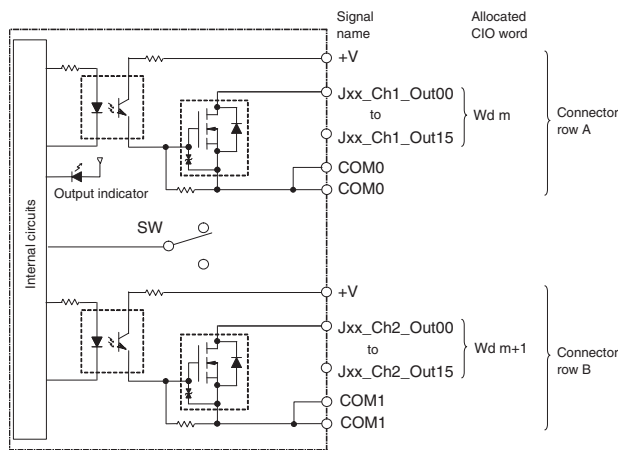 Signal name
Allocated CIO word
+V
Jxx_Ch1_Out00
to
Jxx_Ch1_Out15
Wd m
Connector row A
COM0
COM0
Output indicator
SW
Internal circuits
+V
Jxx_Ch2_Out00
to
Jxx_Ch2_Out15
Wd m+1
Connector row B
COM1
COM1